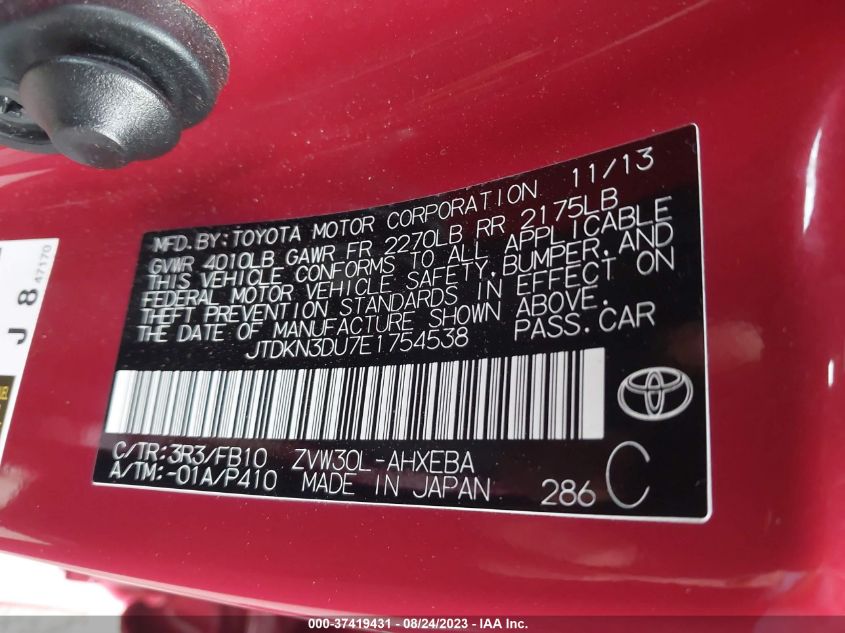 MFD. BY: TOYOTA MOTOR CORPORATION 11/13
GVWR 4010LB GAWR FR 2270LB RR 2175LB
THIS VEHICLE CONFORMS TO ALL APPLICABLE
FEDERAL MOTOR VEHICLE SAFETY, BUMPER, AND
THEFT PREVENTION STANDARDS IN EFFECT ON
THE DATE OF MANUFACTURE SHOWN ABOVE.
JTDKN3DU7E1754538 PASS. CAR
C/TR: 3R3/FB10 ZVW30L-AHXEBA
A/TM: -01A/P410 MADE IN JAPAN 286 C
J 8 47170
000-37419431 - 08/24/2023 - IAA Inc.